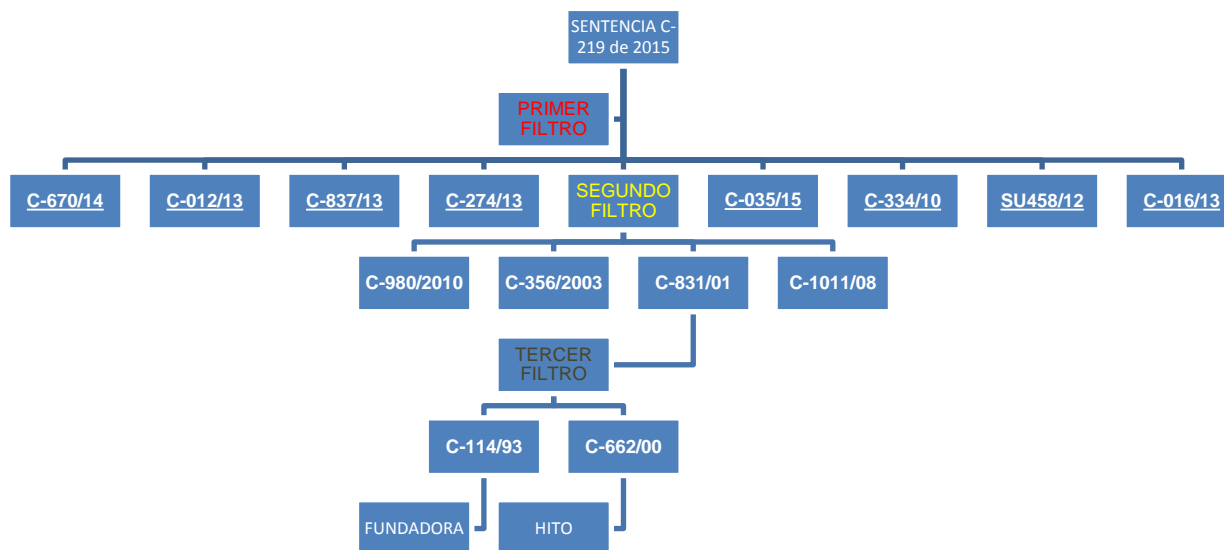 SENTENCIA C-
219 de 2015
PRIMER
FILTRO
C-670/14
C-012/13
C-837/13
C-274/13
SEGUNDO
FILTRO
C-035/15
C-334/10
SU458/12
C-016/13
C-980/2010
C-356/2003
C-831/01
C-1011/08
TERCER
FILTRO
C-114/93
C-662/00
FUNDADORA
HITO